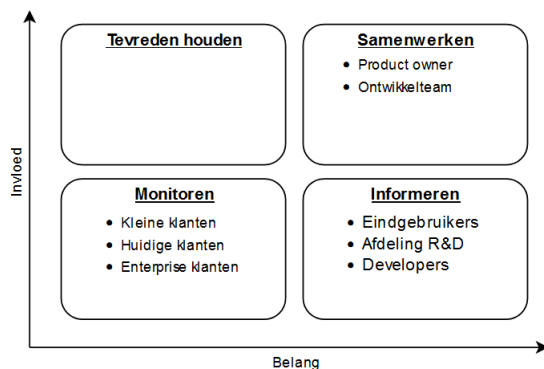 Tevreden houden
Samenwerken
• Product owner
• Ontwikkelteam
Invloed
Monitoren
• Kleine klanten
• Huidige klanten
• Enterprise klanten
Informeren
• Eindgebruikers
• Afdeling R&D
• Developers
Belang